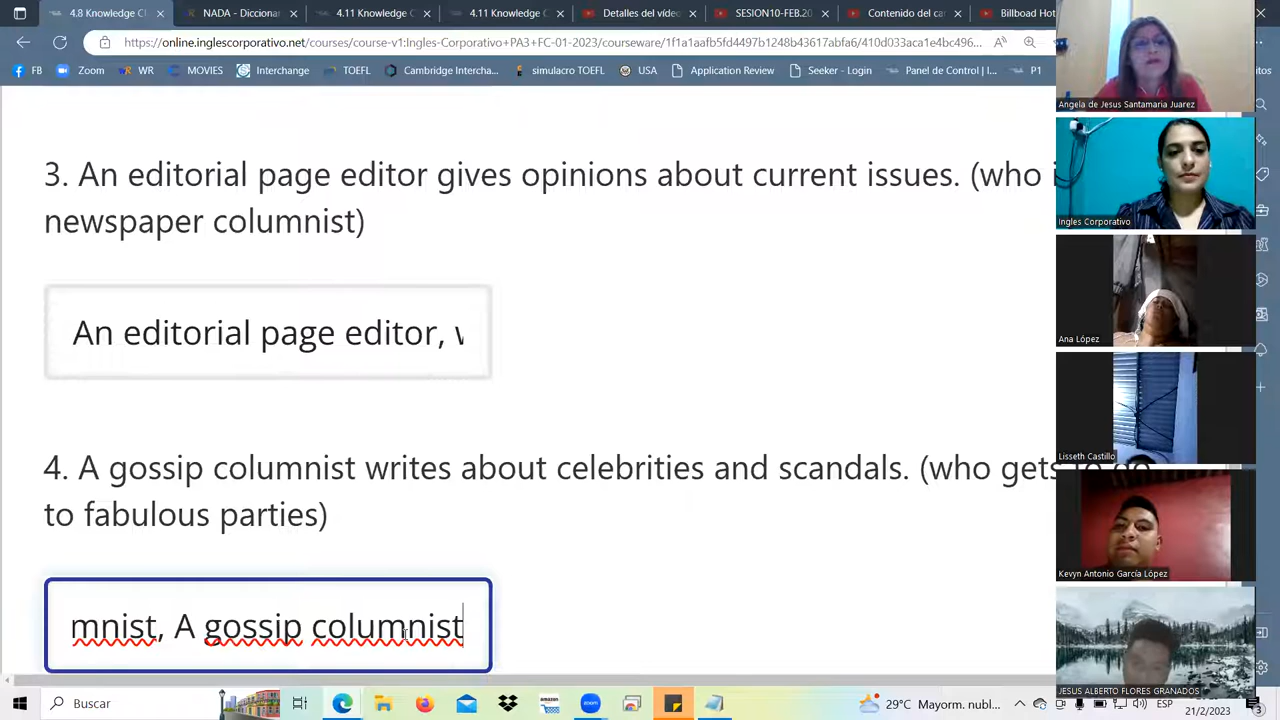 4.8 Conocimi
NADA - Diccionar
4.11 Knowledge C
4.11 Knowledge C
Detalles del vídeo
SESION10-FEB.20
Contenido del cai
Billboad Hot
https://online.inglescorporativo.net/courses/course-v1:Ingles-Corporativo+PA3+FC-01-2023/courseware/1f1a1aafb5fd4497b1248b43617abfa6/410d033aca1e4bc496...
FB
Zoom
WR
MOVIES
Interchange
TOEFL
Cambridge Intercha...
simulacro TOEFL
USA
Application Review
Seeker - Login
Panel de Control | I...
P1
3. An editorial page editor gives opinions about current issues. (who i
newspaper columnist)
An editorial page editor, w
4. A gossip columnist writes about celebrities and scandals. (who gets to go
to fabulous parties)
mnist, A gossip columnist
Angela de Jesus Santamaria Juarez
Ingles Corporativo
Ana López
Lisseth Castillo
Kevyn Antonio García López
JESUS ALBERTO FLORES GRANADOS
Buscar
29°C Mayorm. nubl...
ESP
21/2/2023
3